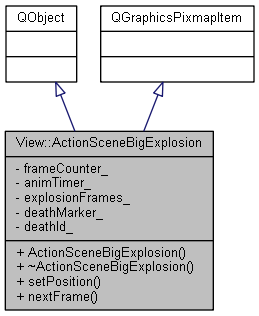 QObject
QGraphicsPixmapItem
View::ActionSceneBigExplosion
- frameCounter_
- animTimer_
- explosionFrames_
- deathMarker_
- deathId_
+ ActionSceneBigExplosion()
+ ~ActionSceneBigExplosion()
+ setPosition()
+ nextFrame()